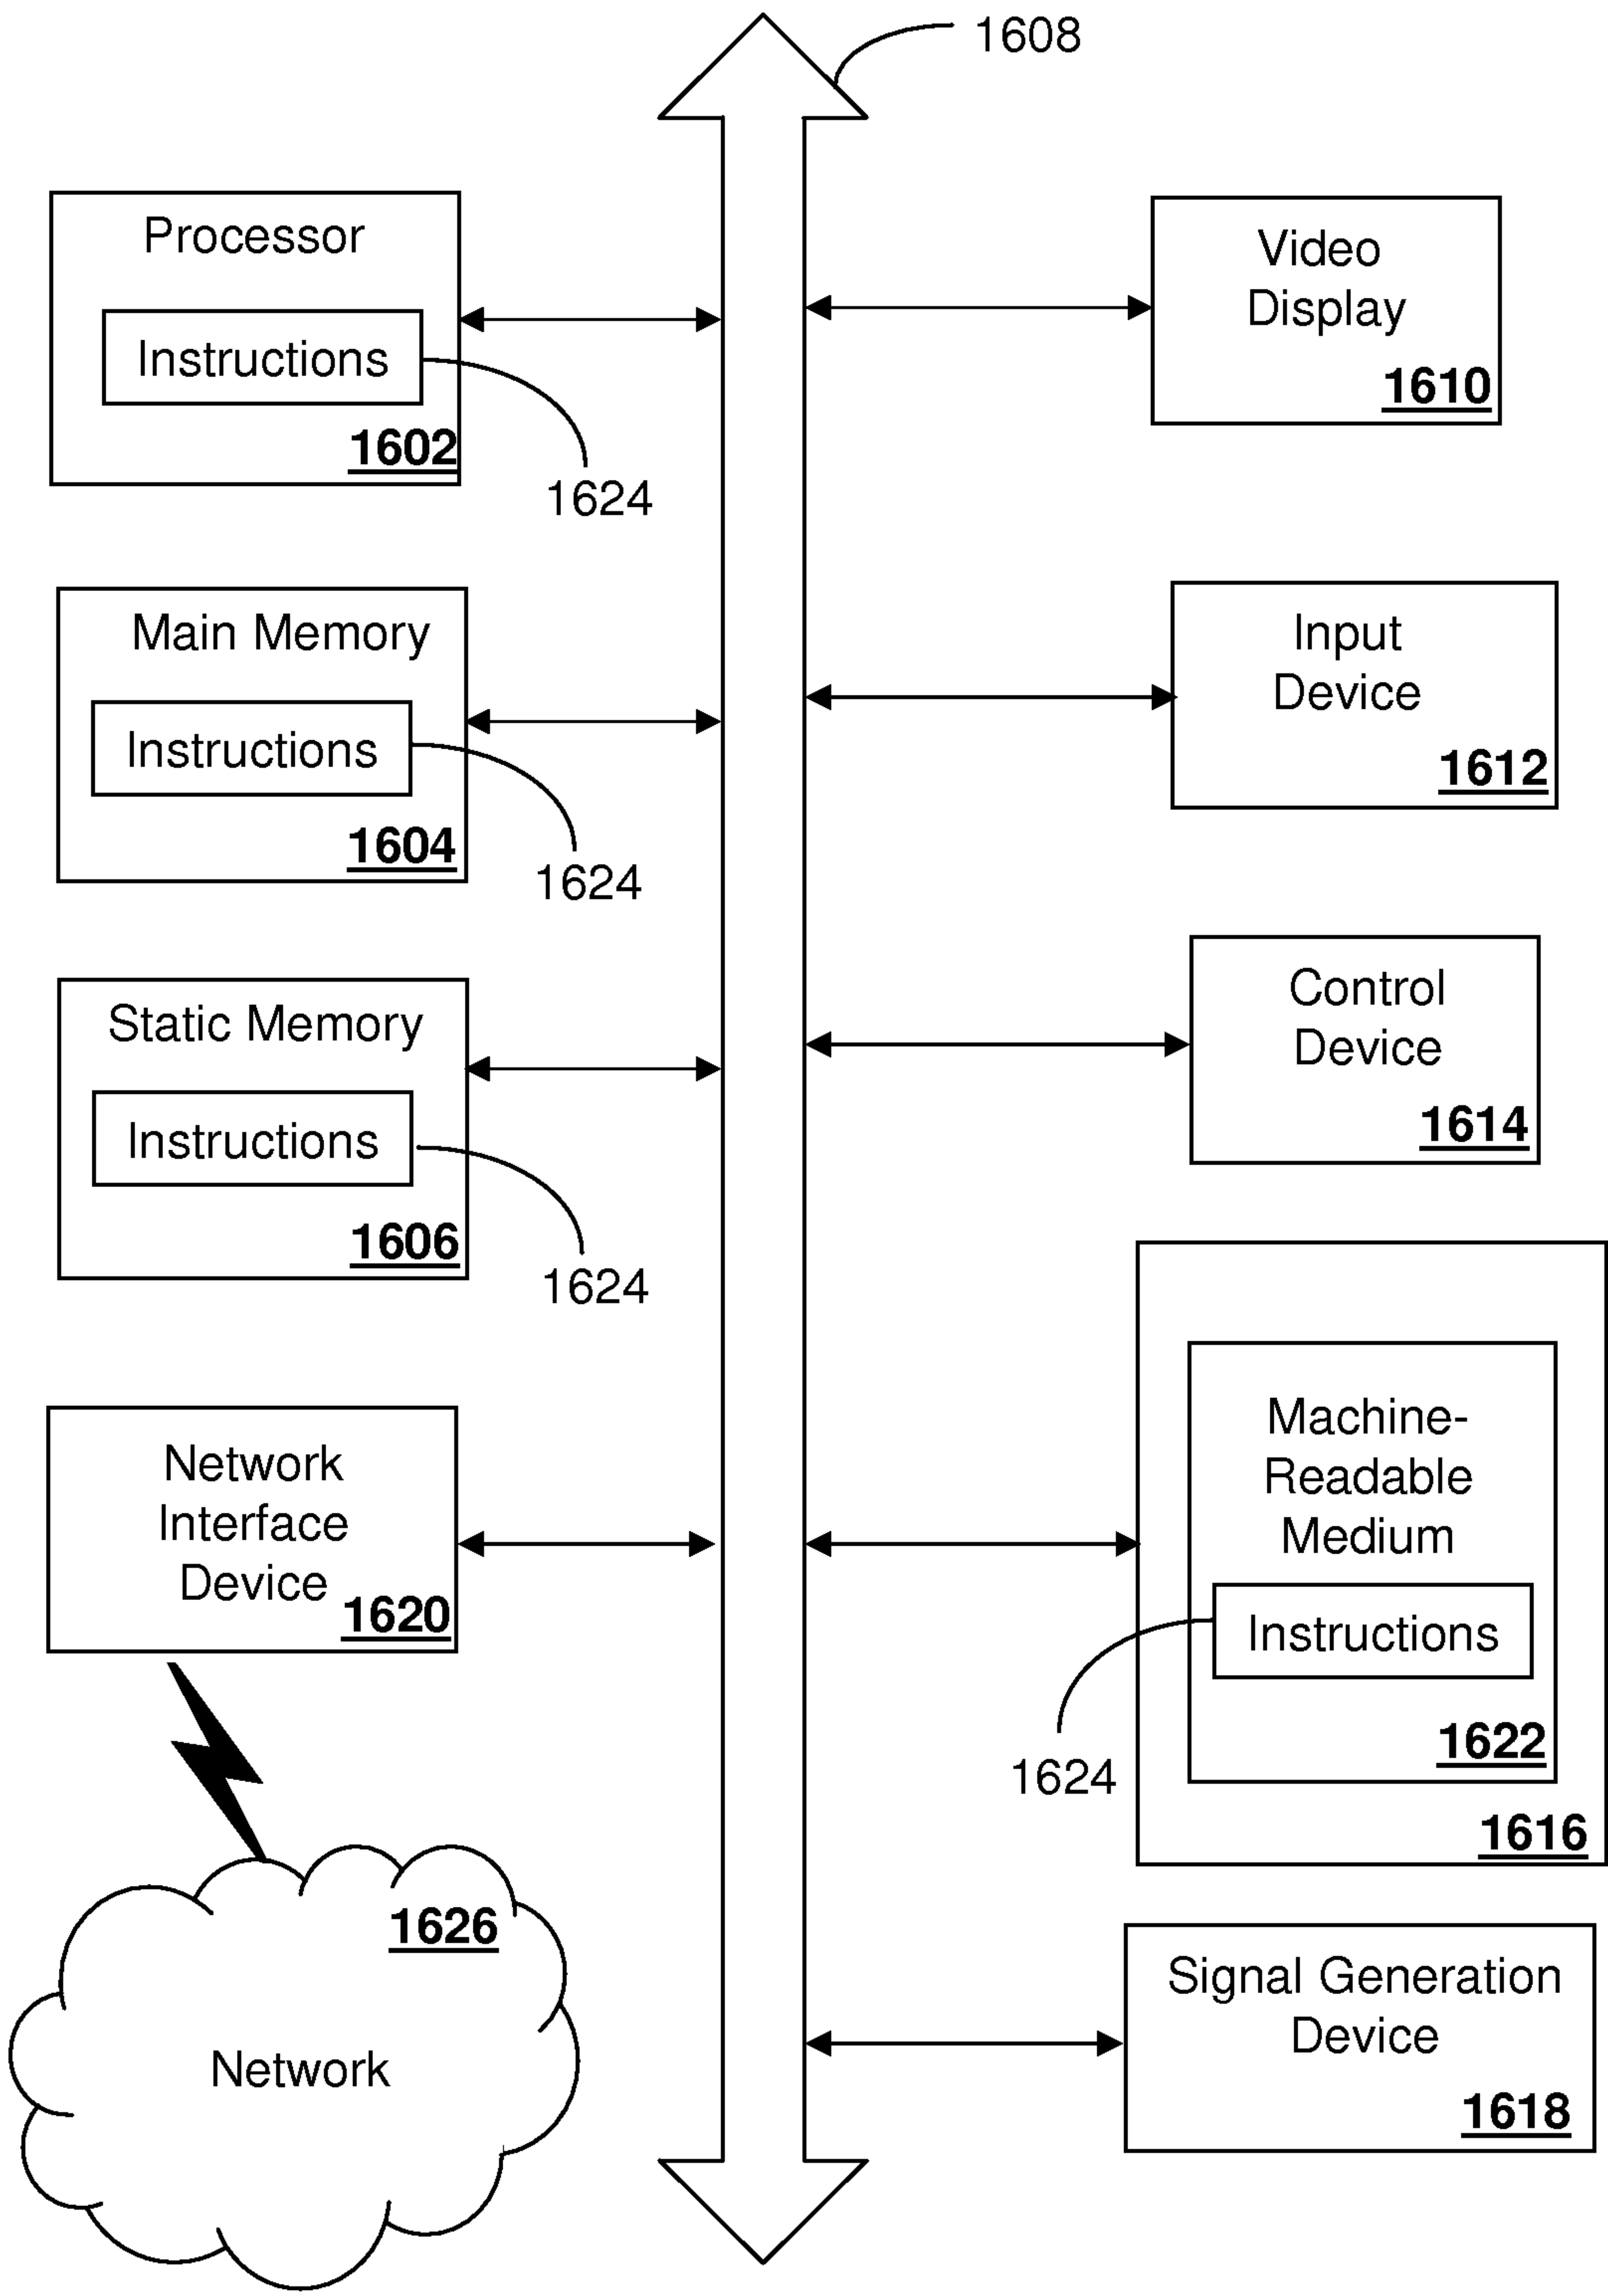 1608
Processor
Instructions
1602
1624
Main Memory
Instructions
1604
1624
Static Memory
Instructions
1606
1624
Network
Interface
Device
1620
1626
Network
Video
Display
1610
Input
Device
1612
Control
Device
1614
Machine-
Readable
Medium
Instructions
1622
1624
1616
Signal Generation
Device
1618